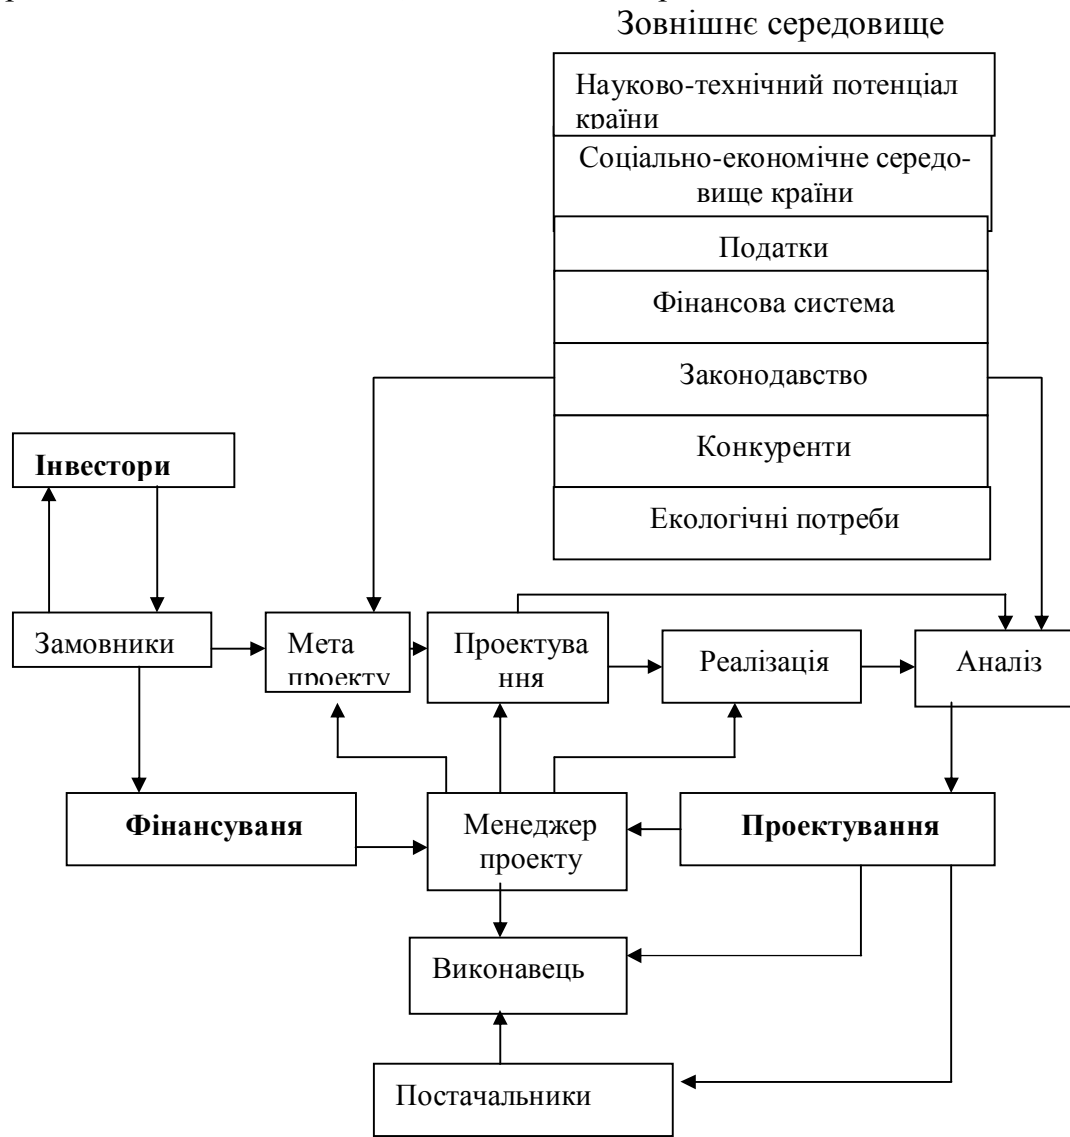 Зовнішнє середовище
Науково-технічний потенціал
країни
Соціально-економічне середо-
вище країни
Податки
Фінансова система
Законодавство
Конкуренти
Екологічні потреби
Інвестори
Замовники
Мета
проекту
Проектува
ння
Реалізація
Аналіз
Фінансуваня
Менеджер
проекту
Проектування
Виконавець
Постачальники